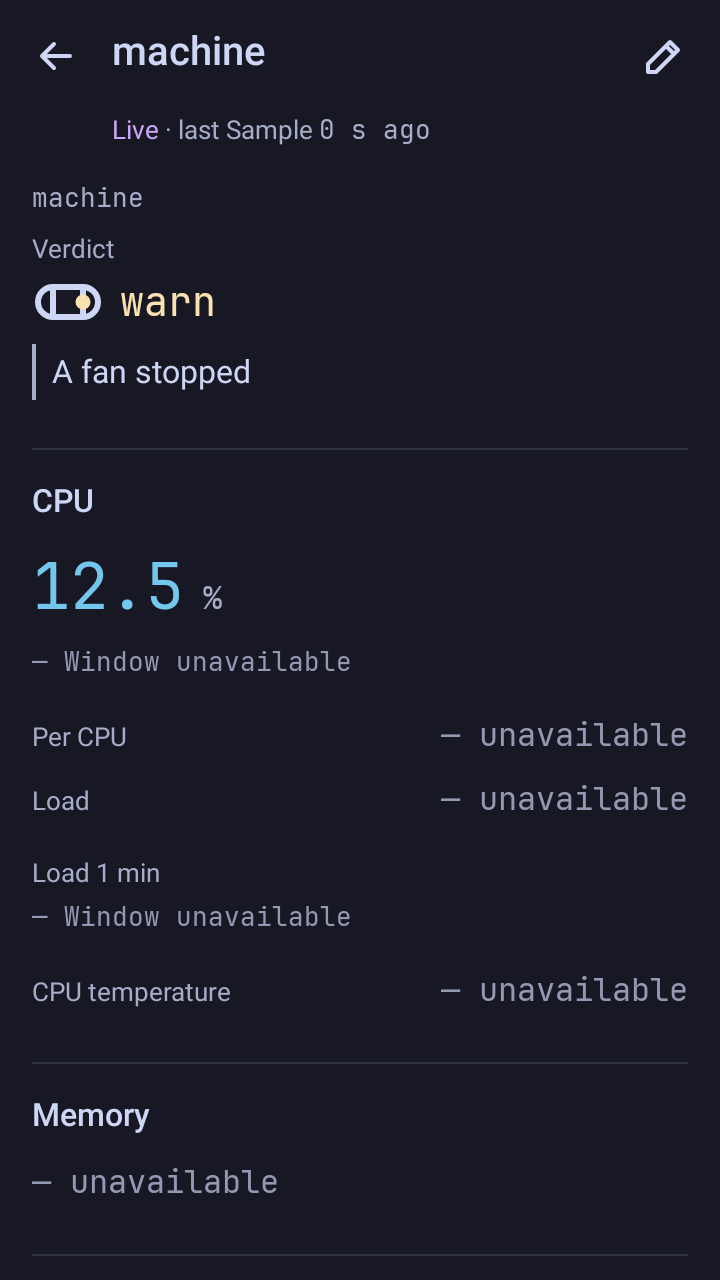 machine
Live · last Sample 0 s ago
machine
Verdict
warn
A fan stopped
CPU
12.5 %
— Window unavailable
Per CPU — unavailable
Load — unavailable
Load 1 min
— Window unavailable
CPU temperature — unavailable
Memory
— unavailable